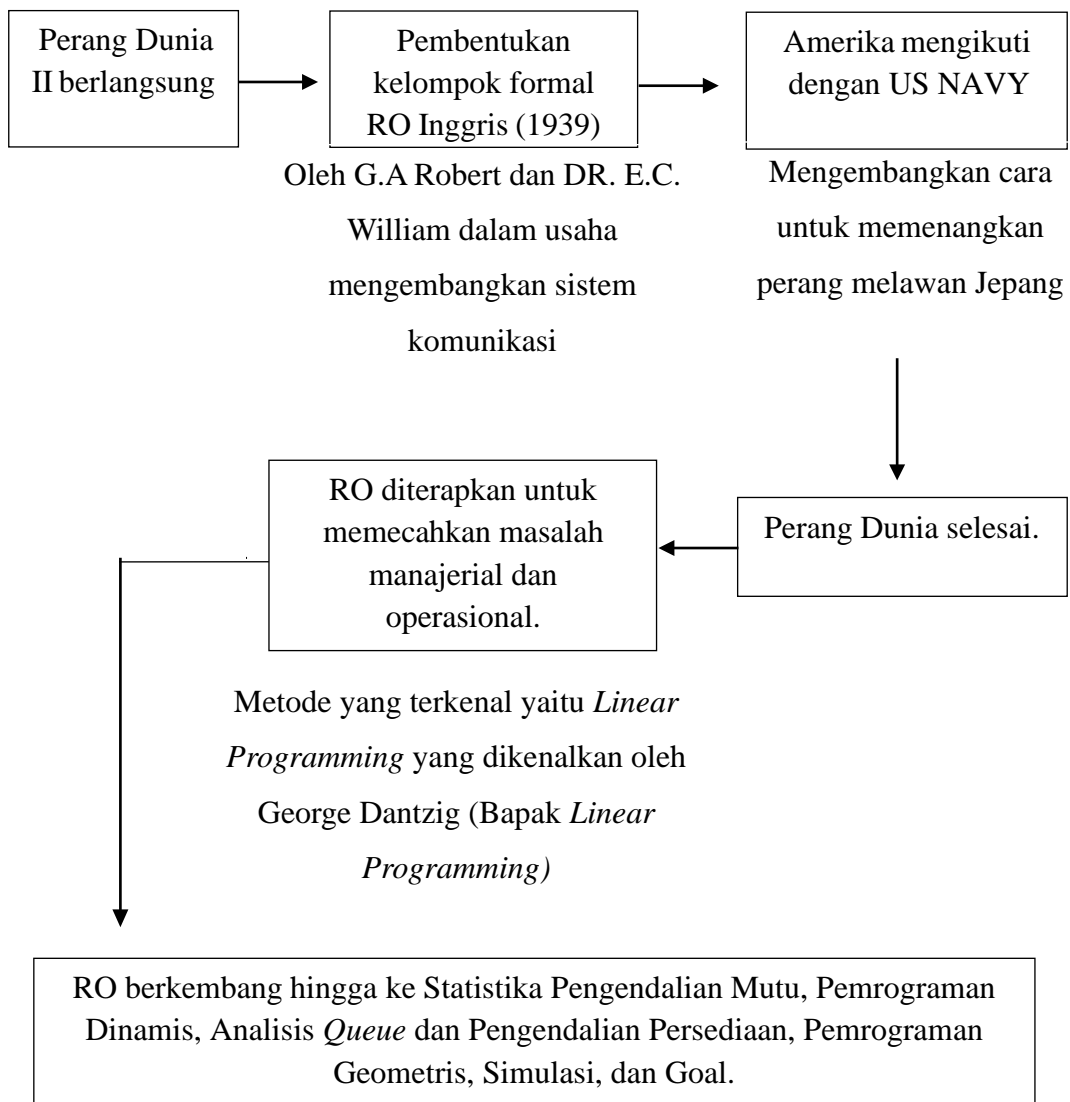 Perang Dunia
II berlangsung
Pembentukan
kelompok formal
RO Inggris (1939)
Oleh G.A Robert dan DR. E.C.
William dalam usaha
mengembangkan sistem
komunikasi
Amerika mengikuti
dengan US NAVY
Mengembangkan cara
untuk memenangkan
perang melawan Jepang
Perang Dunia selesai.
RO diterapkan untuk
memecahkan masalah
manajerial dan
operasional.
Metode yang terkenal yaitu Linear
Programming yang dikenalkan oleh
George Dantzig (Bapak Linear
Programming)
RO berkembang hingga ke Statistika Pengendalian Mutu, Pemrograman
Dinamis, Analisis Queue dan Pengendalian Persediaan, Pemrograman
Geometris, Simulasi, dan Goal.